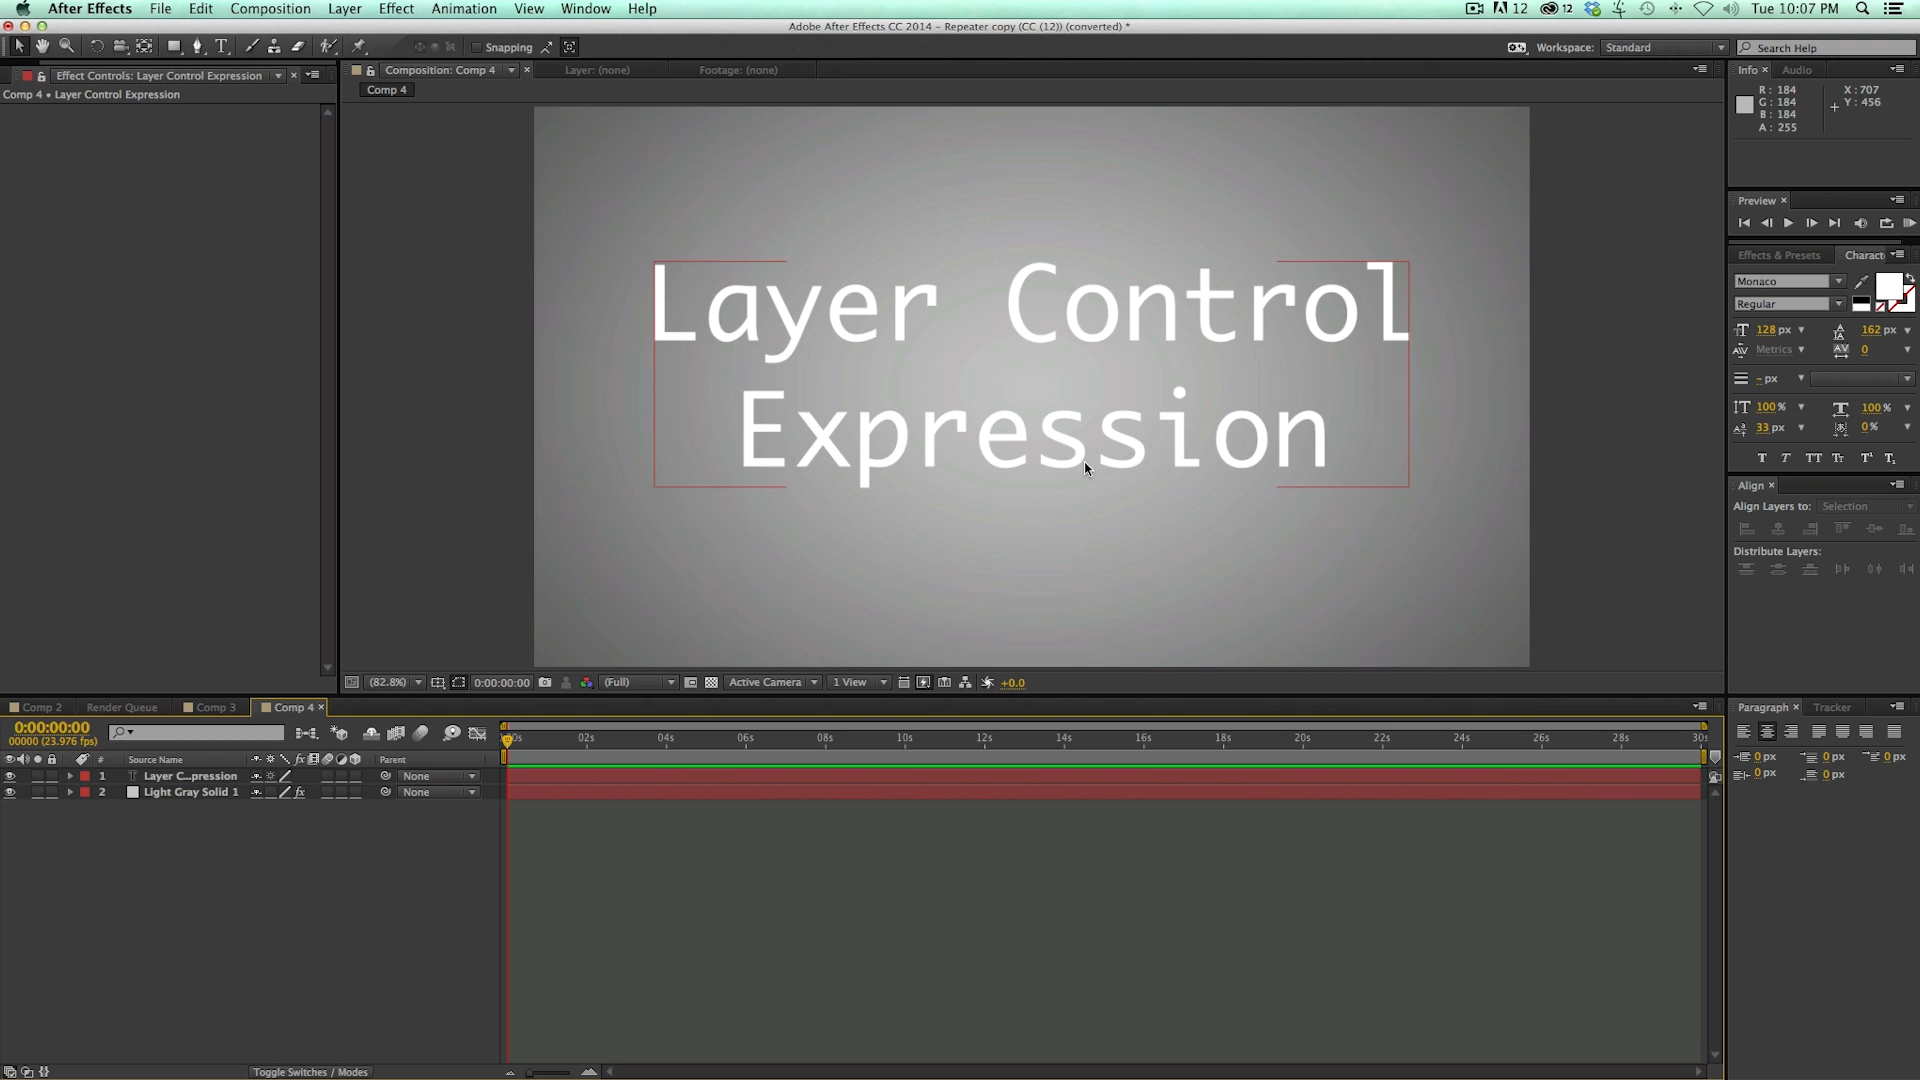 After Effects File Edit Composition Layer Effect Animation View Window Help 12 12 Tue 10:07 PM
Adobe After Effects CC 2014 – Repeater copy (CC (12)) (converted) *
Snapping Workspace: Standard Search Help
Effect Controls: Layer Control Expression
Comp 4 • Layer Control Expression
Composition: Comp 4 Layer: (none) Footage: (none)
Comp 4
Layer Control
Expression
(82.8%) 0:00:00:00 (Full) Active Camera 1 View +0.0
Info Audio
R: 184 X: 707
G: 184 Y: 456
B: 184
A: 255
Preview
Effects & Presets Charact
Monaco
Regular
128 px 162 px
Metrics 0
- px
100% 100%
33 px 0%
Align
Align Layers to: Selection
Distribute Layers:
Comp 2 Render Queue Comp 3 Comp 4
0:00:00:00
00000 (23.976 fps)
02s 04s 06s 08s 10s 12s 14s 16s 18s 20s 22s 24s 26s 28s
# Source Name Parent
1 Layer C...pression None
2 Light Gray Solid 1 None
Toggle Switches / Modes
Paragraph Tracker
0 px 0 px 0 px
0 px 0 px